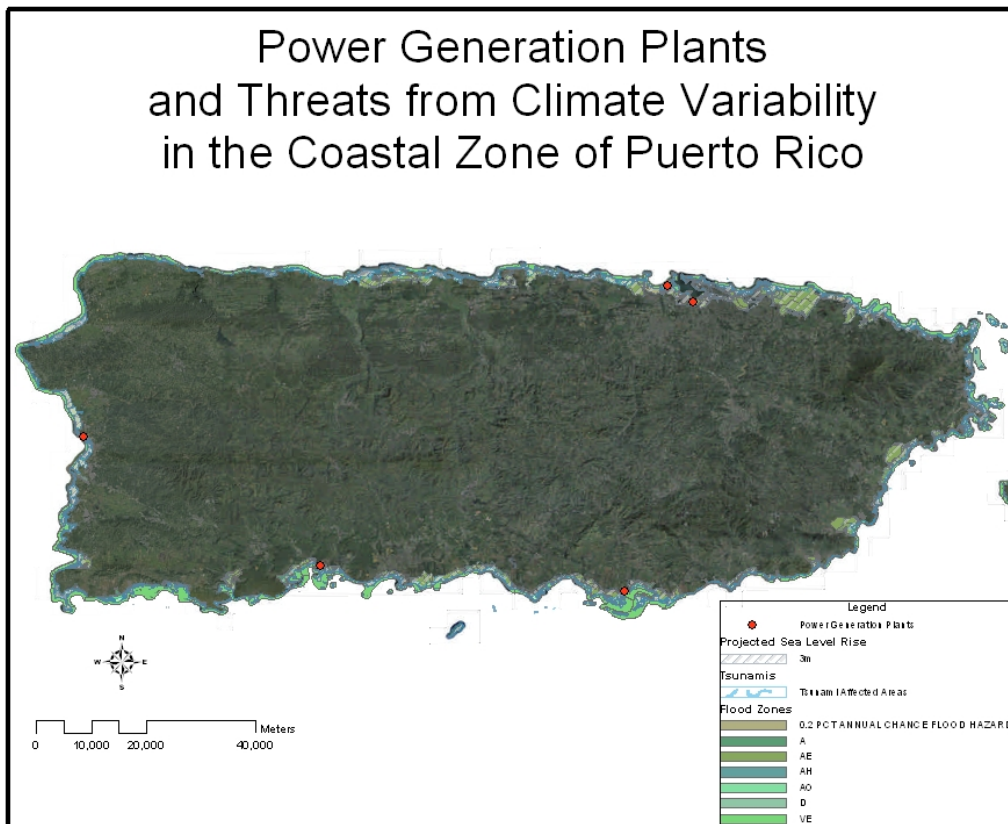 Power Generation Plants
and Threats from Climate Variability
in the Coastal Zone of Puerto Rico
N
W E
S
Meters
0 10,000 20,000 40,000
Legend
Power Generation Plants
Projected Sea Level Rise
3m
Tsunamis
Tsunami Affected Areas
Flood Zones
0.2 PCT ANNUAL CHANCE FLOOD HAZARD
A
AE
AH
AO
D
VE